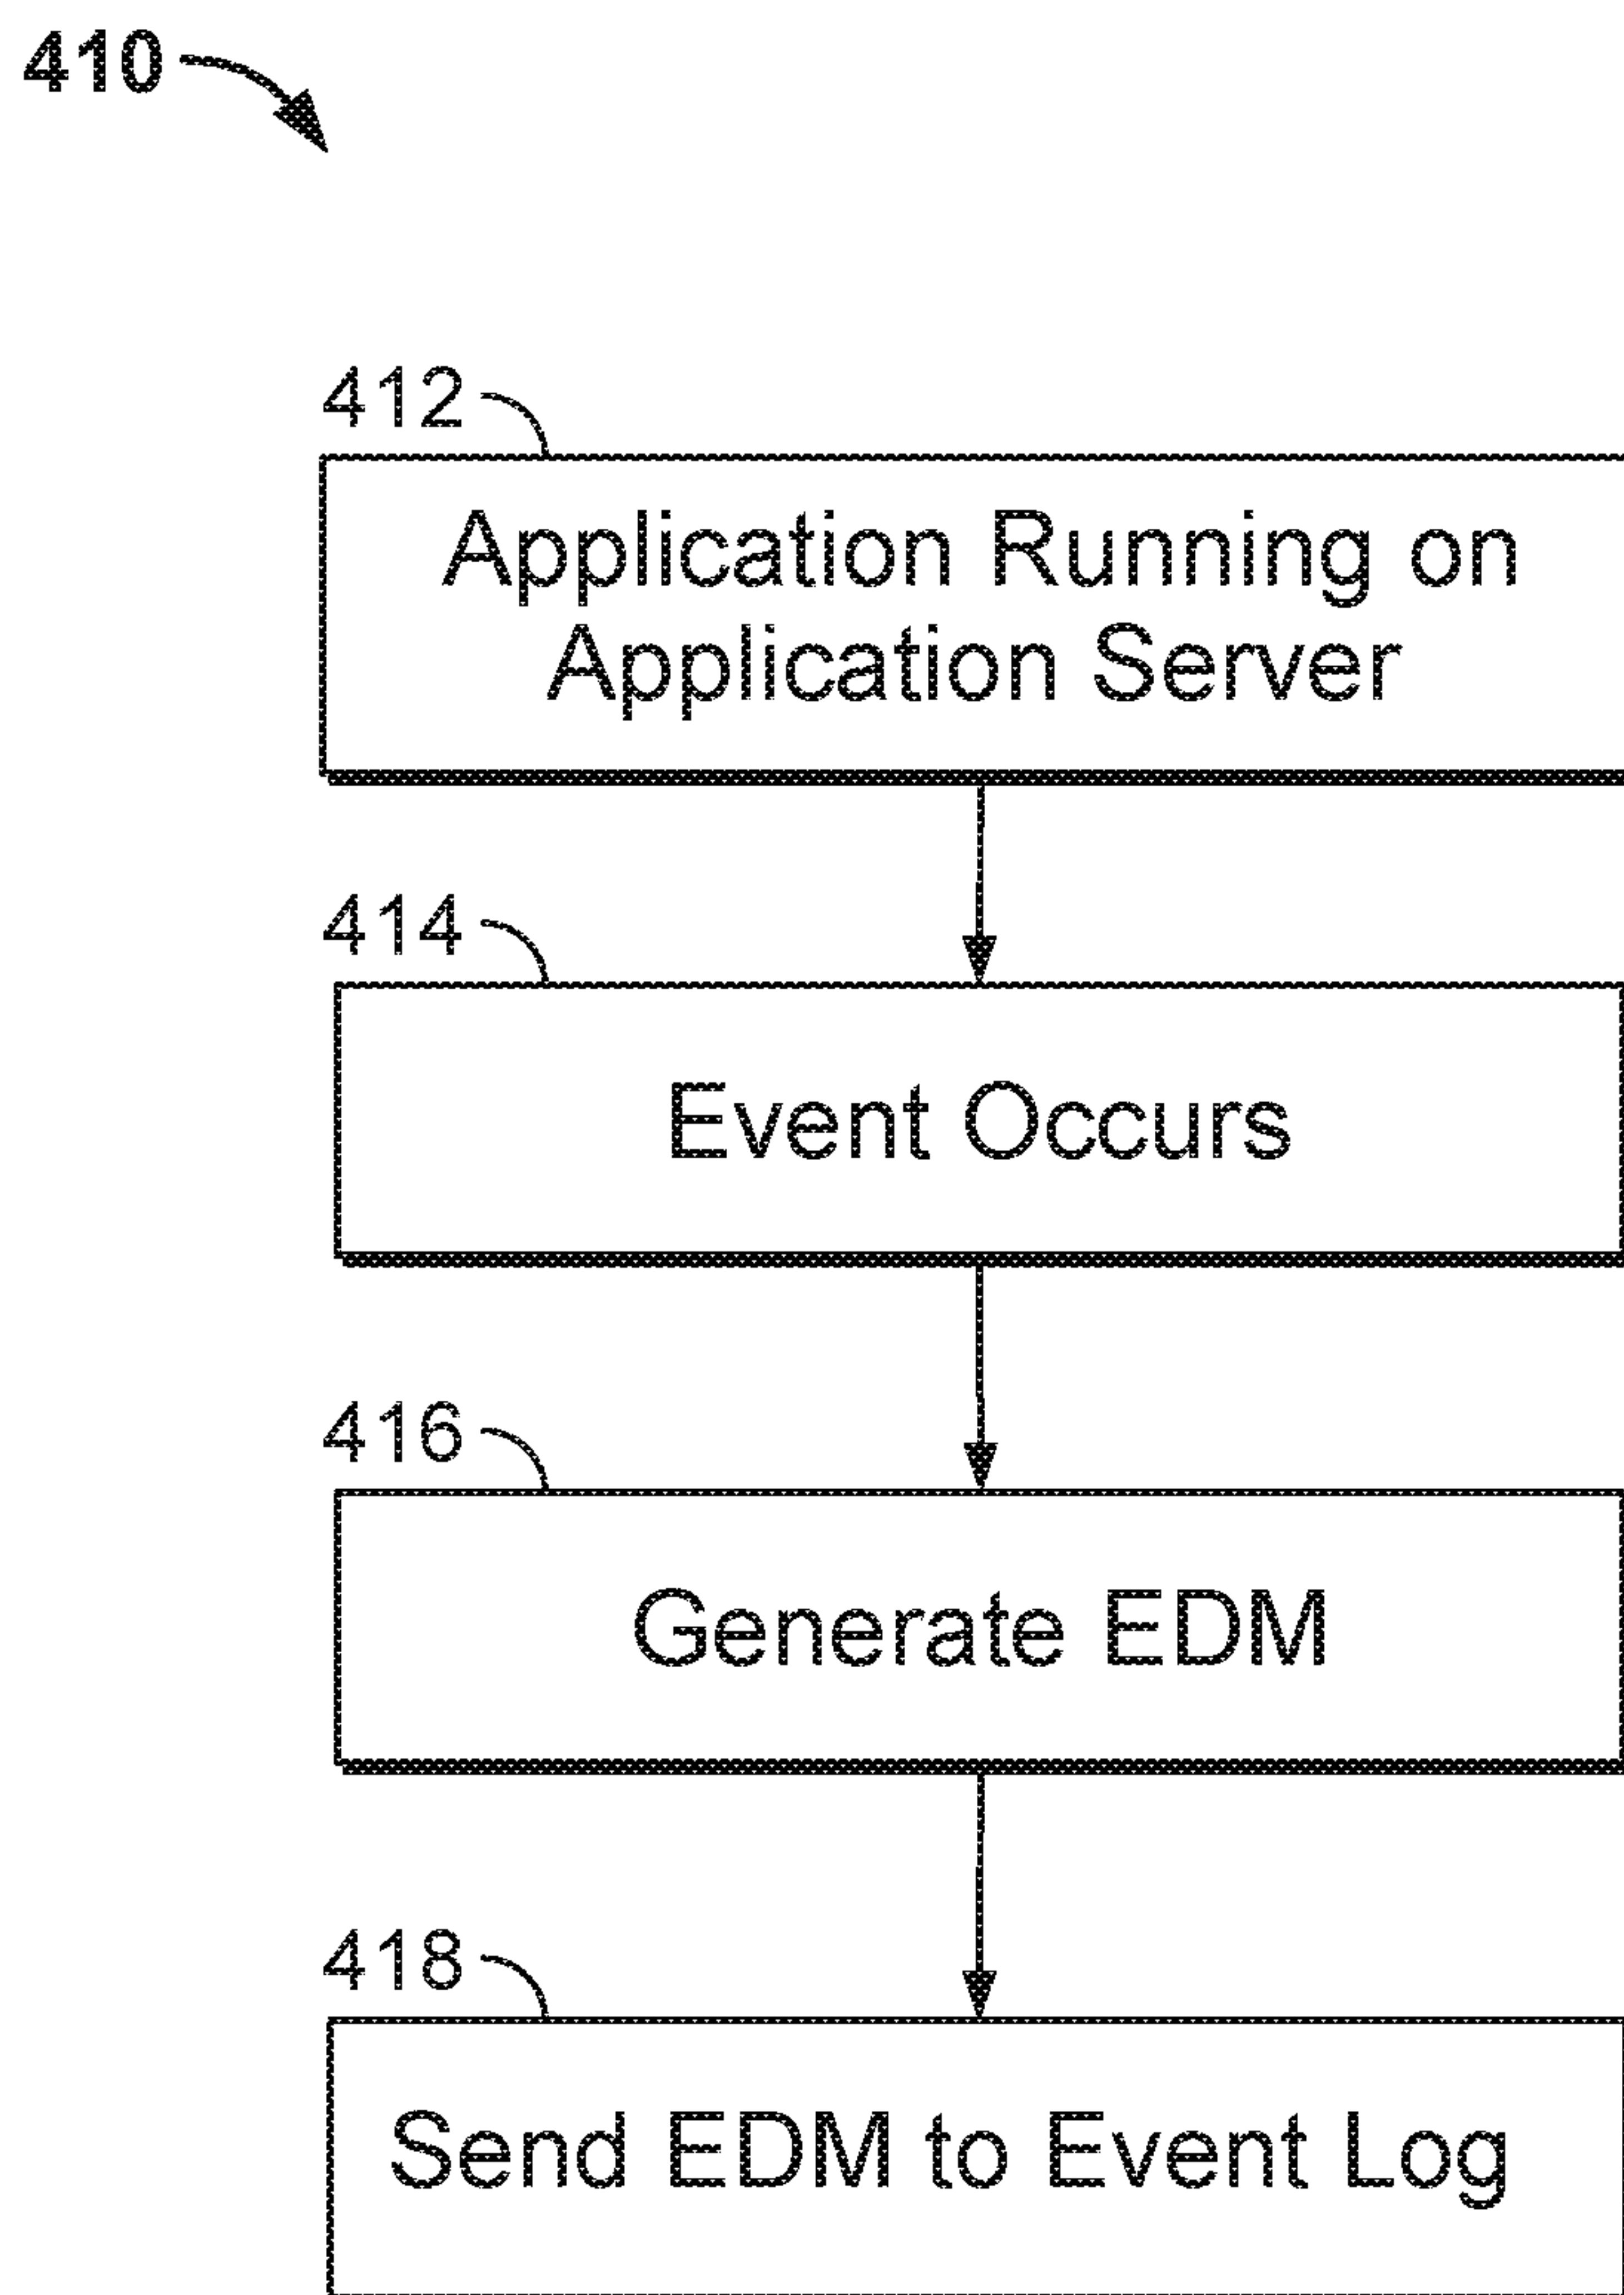 410
412
Application Running on
Application Server
414
Event Occurs
416
Generate EDM
418
Send EDM to Event Log